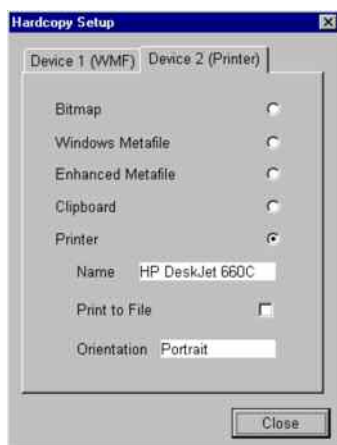 Hardcopy Setup
Device 1 (WMF) Device 2 (Printer)
Bitmap
Windows Metafile
Enhanced Metafile
Clipboard
Printer
Name HP DeskJet 660C
Print to File
Orientation Portrait
Close